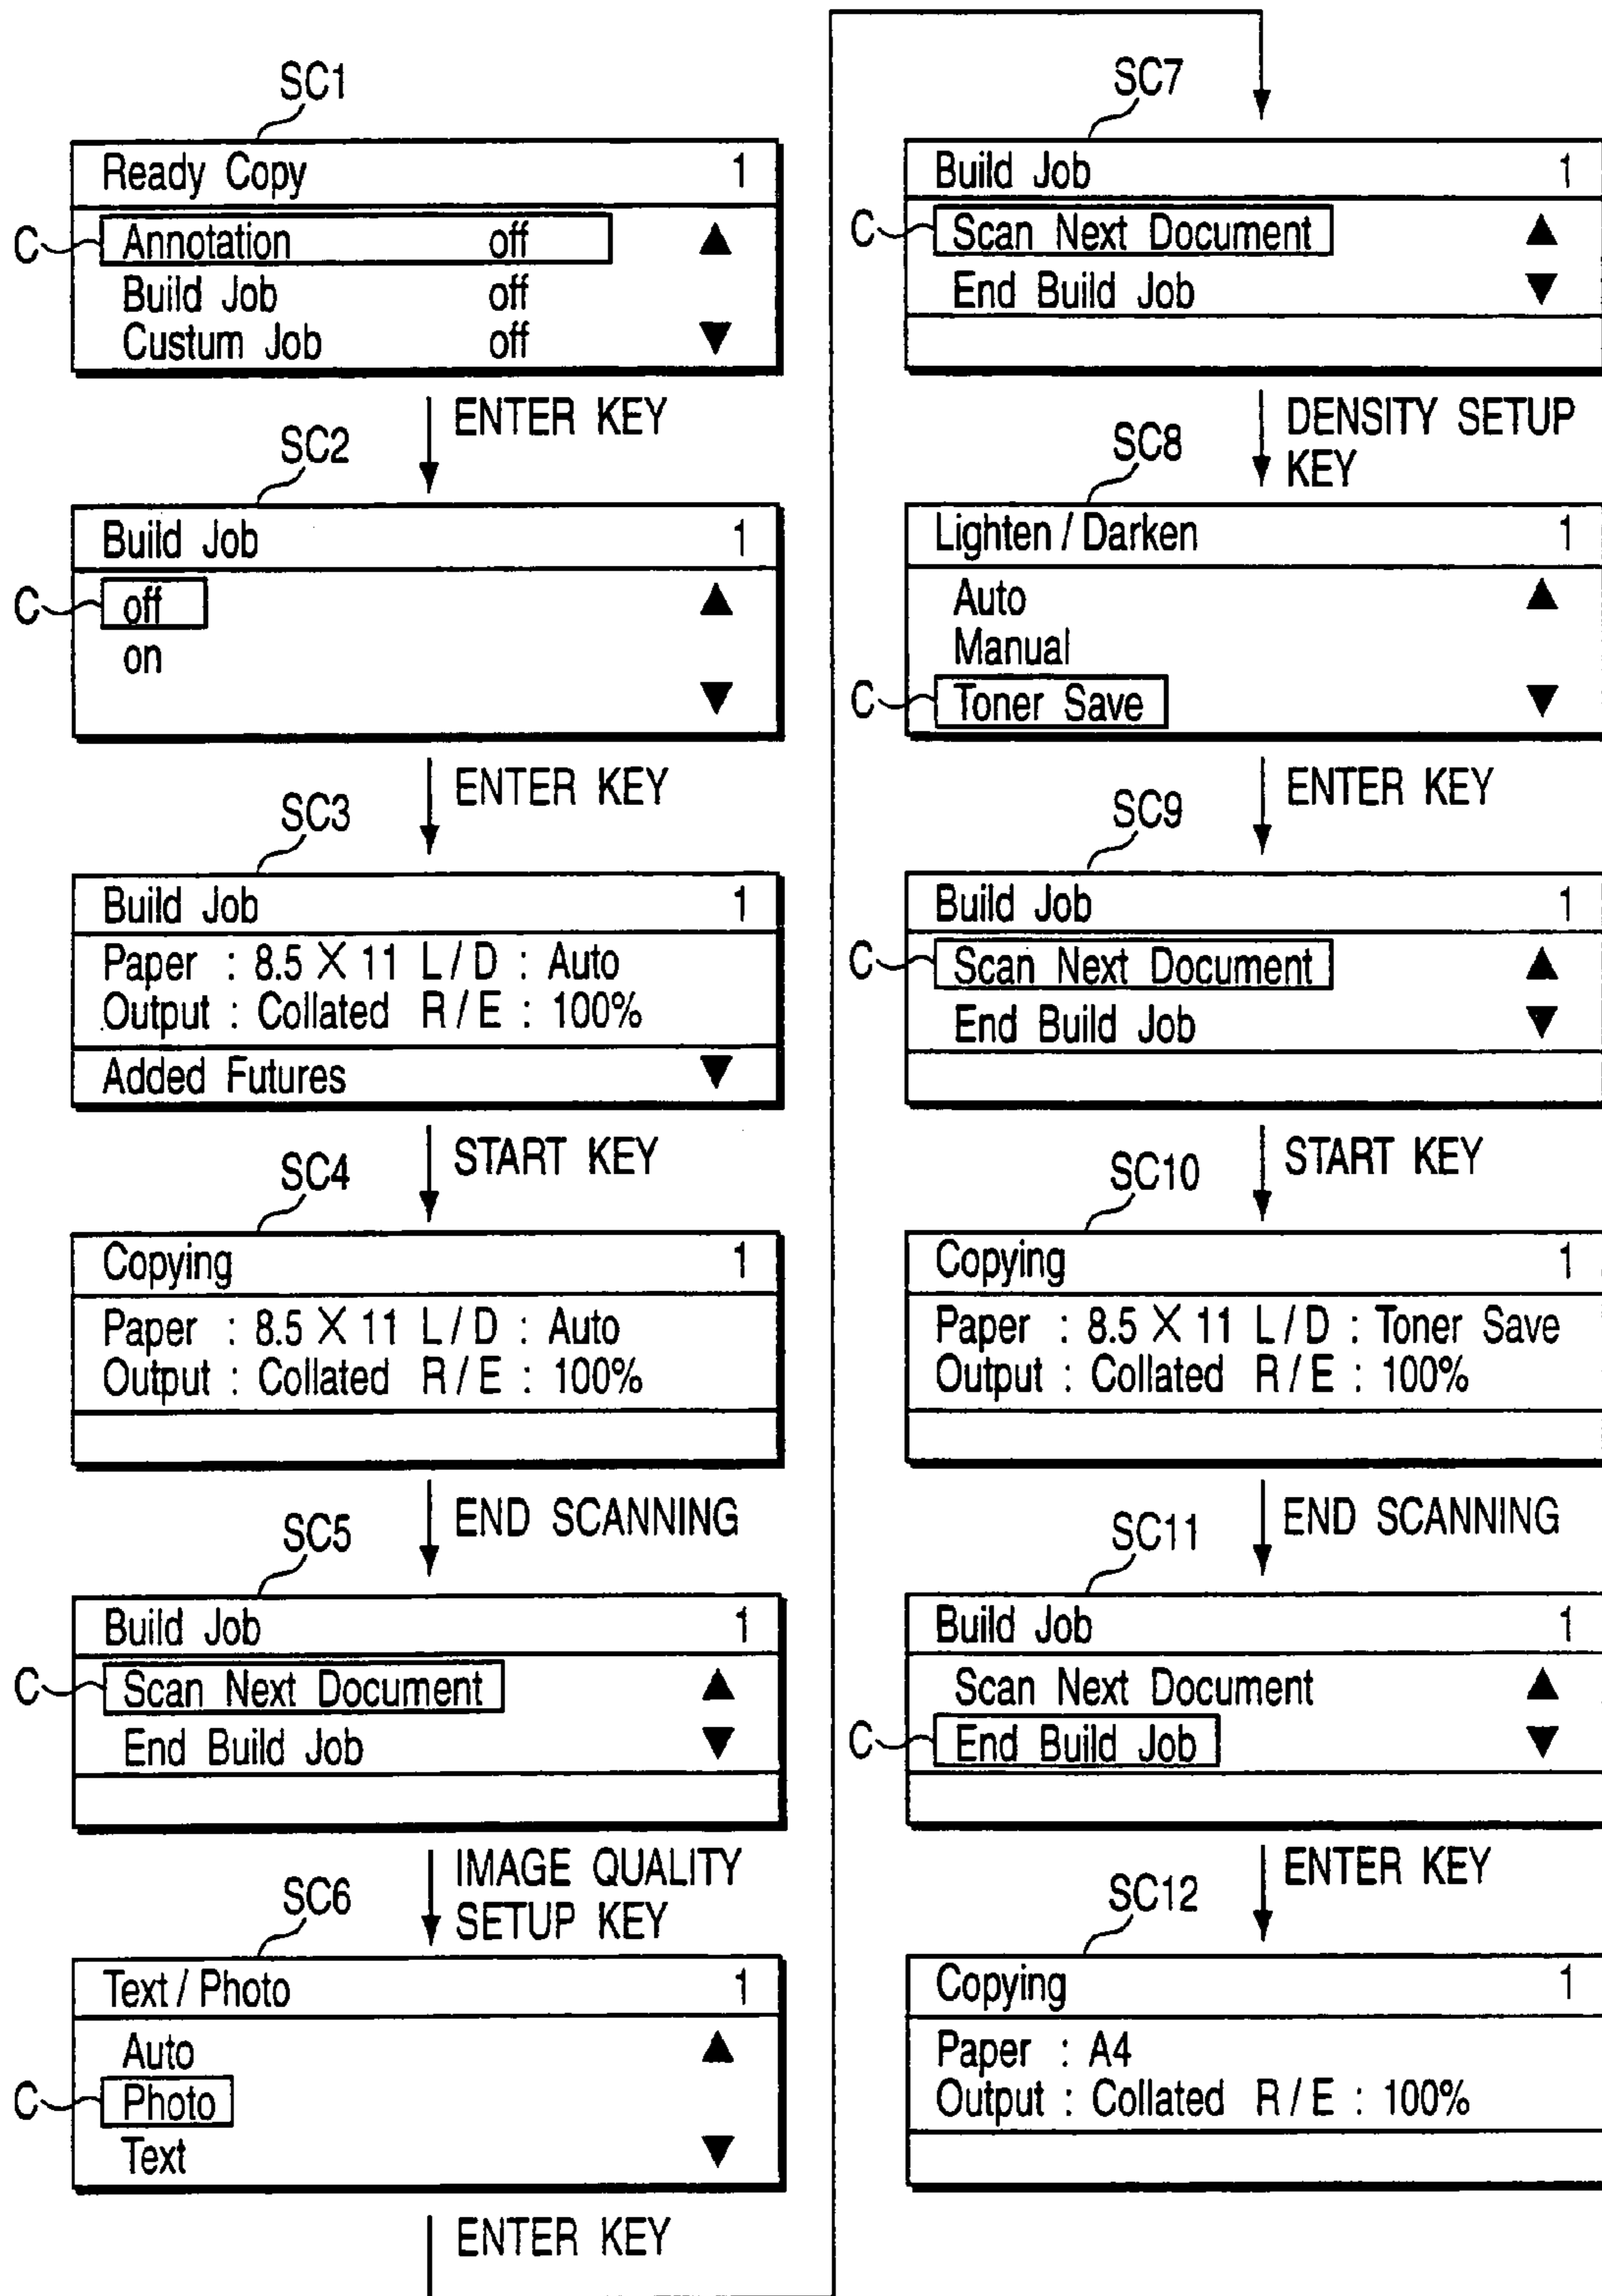 SC1
Ready Copy 1
C Annotation off ▲
Build Job off
Custum Job off ▼
ENTER KEY
SC2
Build Job 1
C off ▲
on
▼
ENTER KEY
SC3
Build Job 1
Paper : 8.5 × 11 L / D : Auto
Output : Collated R / E : 100%
Added Futures ▼
START KEY
SC4
Copying 1
Paper : 8.5 × 11 L / D : Auto
Output : Collated R / E : 100%
END SCANNING
SC5
Build Job 1
C Scan Next Document ▲
End Build Job ▼
IMAGE QUALITY
SETUP KEY
SC6
Text / Photo 1
Auto ▲
C Photo
Text ▼
ENTER KEY
SC7
Build Job 1
C Scan Next Document ▲
End Build Job ▼
DENSITY SETUP
KEY
SC8
Lighten / Darken 1
Auto ▲
Manual
C Toner Save ▼
ENTER KEY
SC9
Build Job 1
C Scan Next Document ▲
End Build Job ▼
START KEY
SC10
Copying 1
Paper : 8.5 × 11 L / D : Toner Save
Output : Collated R / E : 100%
END SCANNING
SC11
Build Job 1
Scan Next Document ▲
C End Build Job ▼
ENTER KEY
SC12
Copying 1
Paper : A4
Output : Collated R / E : 100%